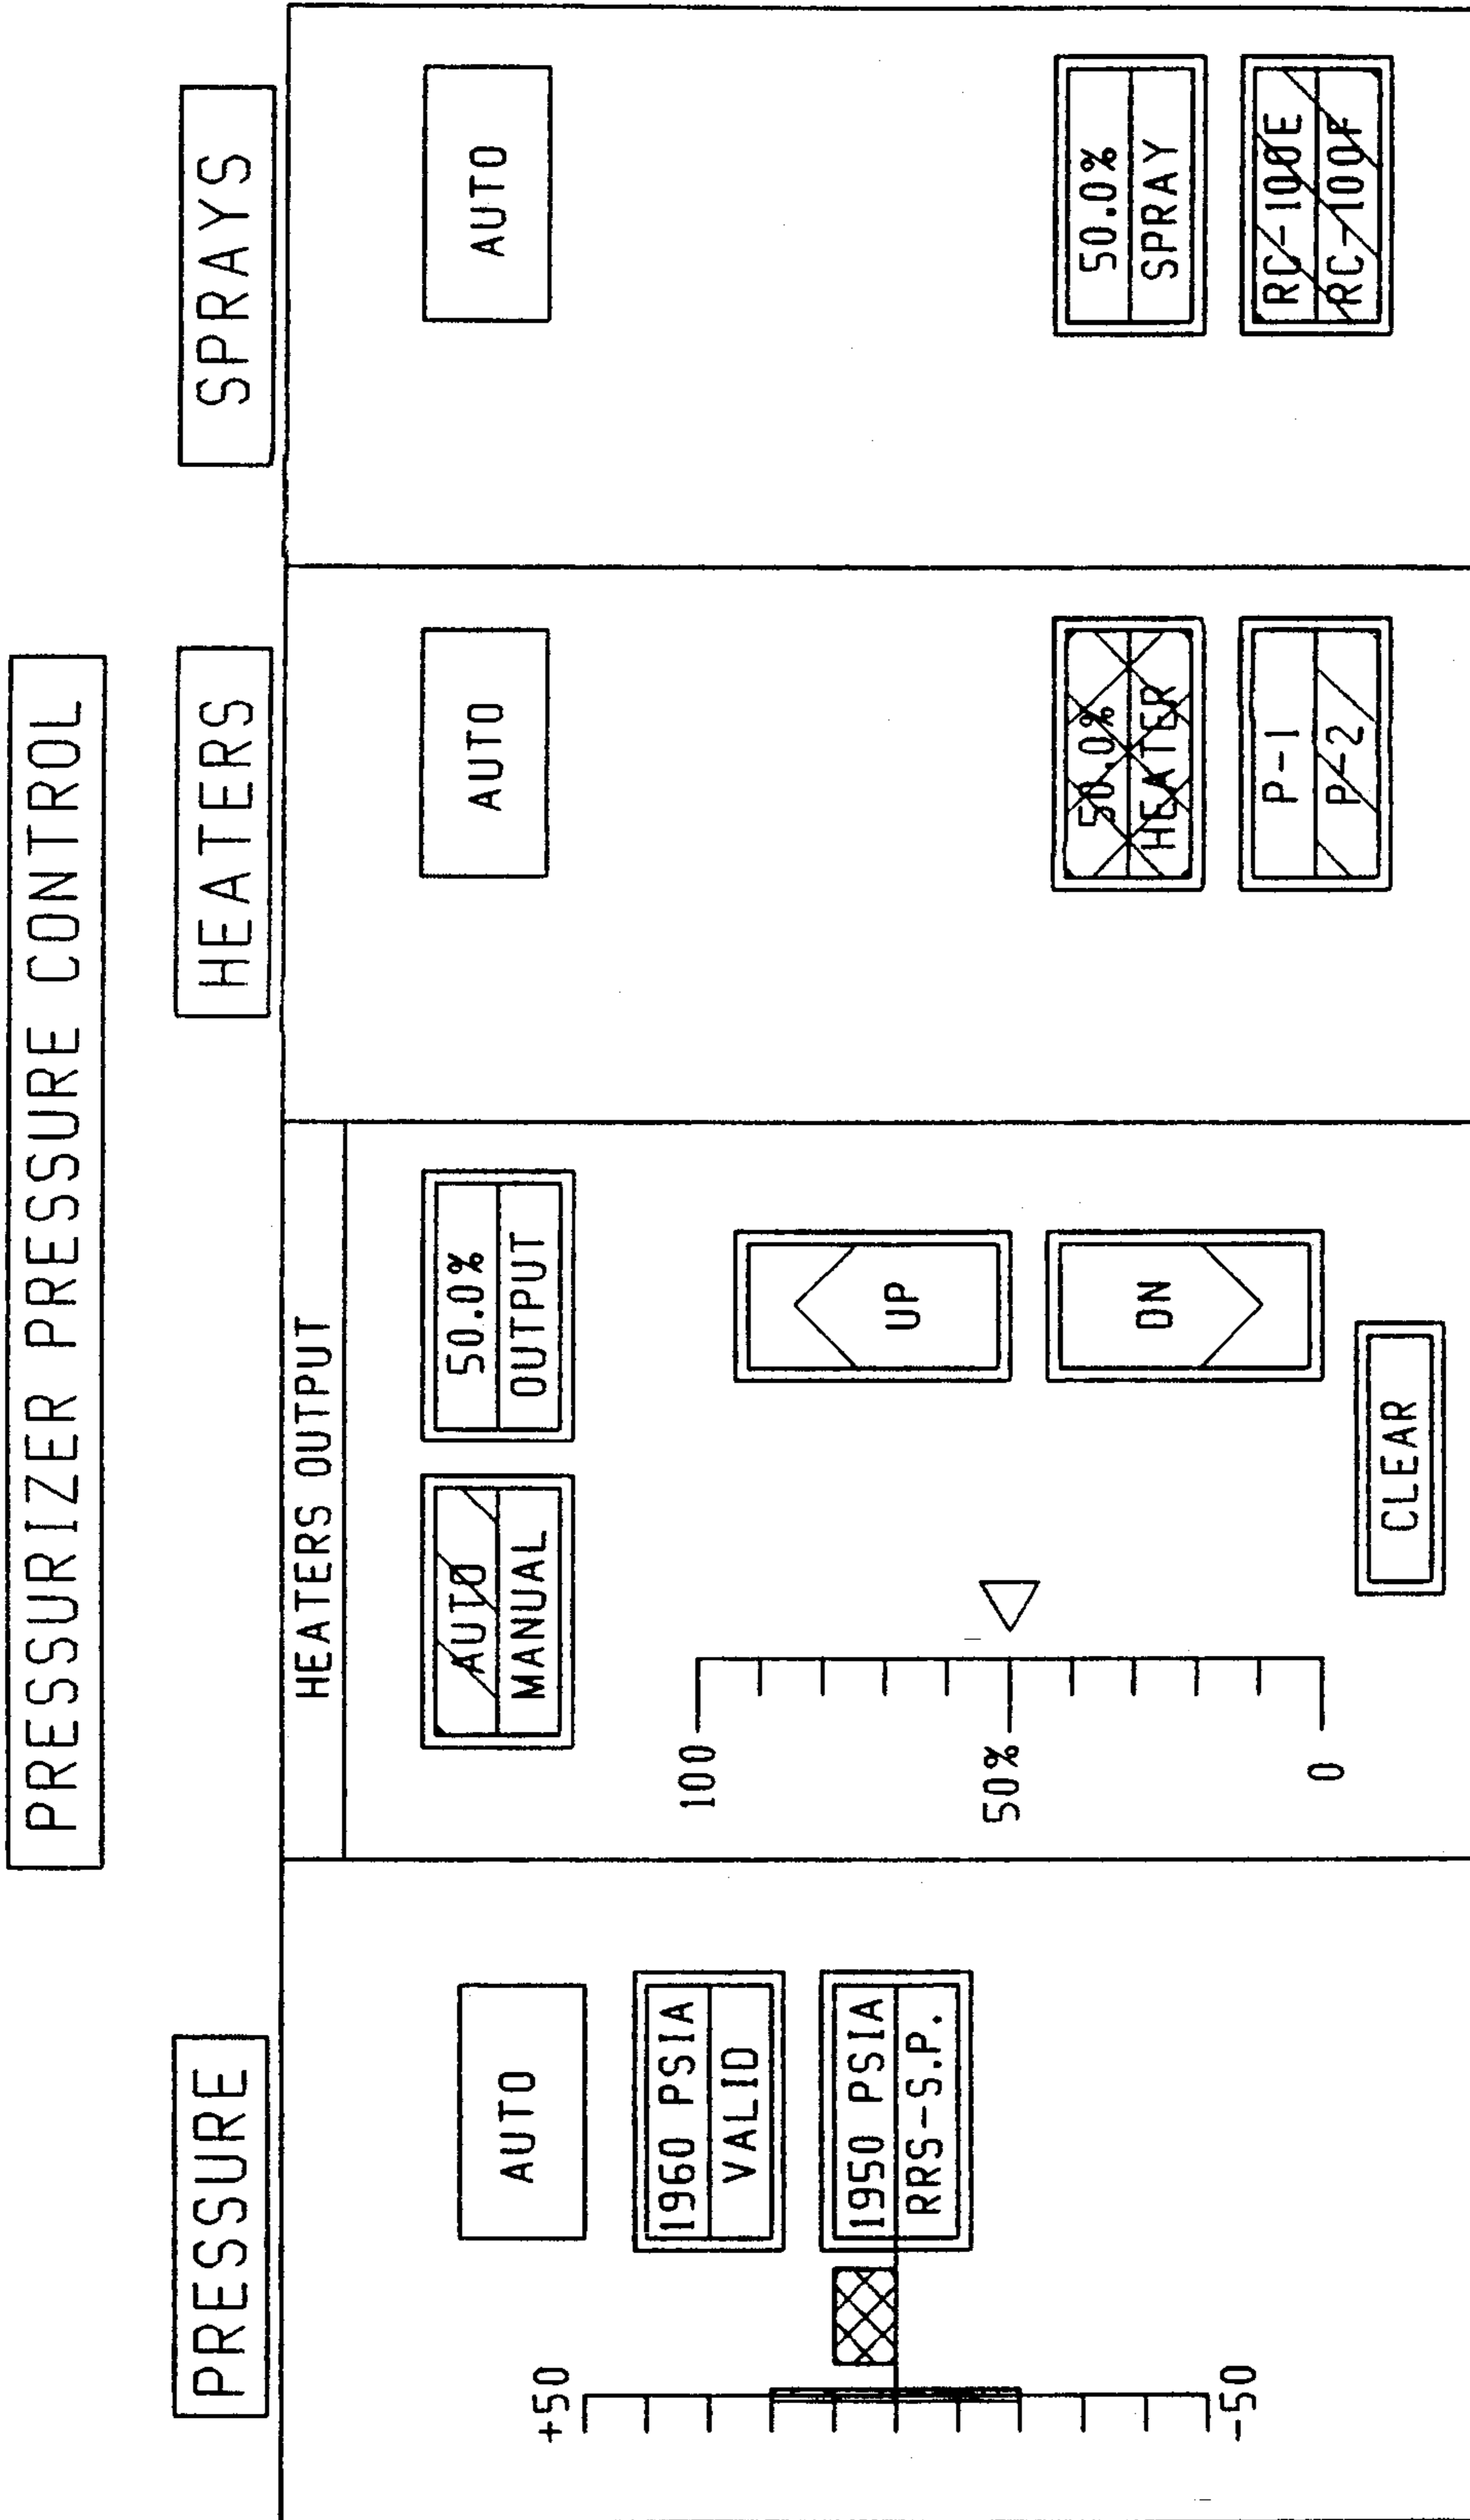 PRESSURIZER PRESSURE CONTROL
PRESSURE
HEATERS
SPRAYS
AUTO
1960 PSIA
VALID
1950 PSIA
RRS-S.P.
+50
-50
HEATERS OUTPUT
AUTO
MANUAL
50.0%
OUTPUT
100
50%
0
UP
DN
CLEAR
AUTO
50.0%
HEATER
P-1
P-2
AUTO
50.0%
SPRAY
RC-100E
RC-100F